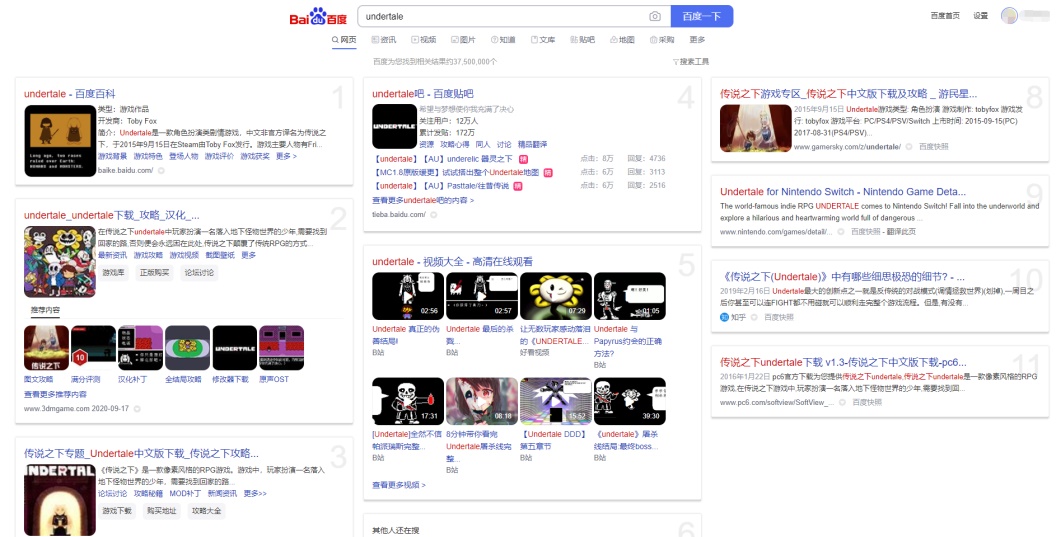 Baidu百度
undertale
百度一下
百度首页 设置
网页 资讯 视频 图片 知道 文库 贴吧 地图 采购 更多
百度为您找到相关结果约37,500,000个
搜索工具
undertale - 百度百科
1
类型：游戏作品
开发商：Toby Fox
简介：Undertale是一款角色扮演类剧情游戏，中文非官方译名为传说之
下，于2015年9月15日在Steam由Toby Fox发行。游戏主要人物有Fri...
游戏背景 游戏特色 登场人物 游戏评价 游戏获奖 更多 >
Long ago, two races
ruled over Earth:
HUMANS and MONSTERS.
baike.baidu.com/
undertale_undertale下载_攻略_汉化_...
2
在传说之下undertale中玩家扮演一名落入地下怪物世界的少年,需要找到
回家的路,否则便会永远困在此处,传说之下颠覆了传统RPG的方式...
最新资讯 游戏攻略 游戏视频 截图壁纸 更多
游戏库 正版购买 论坛讨论
推荐内容
传说之下
10
UNDERTALE
图文攻略 满分评测 汉化补丁 全结局攻略 修改器下载 原声OST
查看更多推荐内容
www.3dmgame.com 2020-09-17
传说之下专题_Undertale中文版下载_传说之下攻略...
3
UNDERTAL
《传说之下》是一款像素风格的RPG游戏。游戏中，玩家扮演一名落入
地下怪物世界的少年，需要找到回家的路...
论坛讨论 攻略秘籍 MOD补丁 新闻资讯 更多>>
游戏下载 购买地址 攻略大全
undertale吧 - 百度贴吧
4
UNDERTALE
希望与梦想使你我充满了决心
关注用户：12万人
累计发贴：172万
资源 攻略心得 同人 讨论 精品翻译
【undertale】【AU】underelic 器灵之下 精 点击：8万 回复：4736
【MC1.8原版缓更】试试搭出整个Undertale地图 精 点击：6万 回复：3113
【undertale】【AU】Pasttale/往昔传说 精 点击：6万 回复：2516
查看更多undertale吧的内容 >
tieba.baidu.com/
undertale - 视频大全 - 高清在线观看
5
02:56 02:57 07:29 01:05
Undertale 真正的伪
善结局!
B站
Undertale 最后的杀
戮...
B站
让无数玩家感动落泪
的《UNDERTALE...
好看视频
Undertale 与
Papyrus约会的正确
方法?
B站
17:31 08:18 15:52 39:30
[Undertale]全然不信
帕派瑞斯完整...
B站
8分钟带你看完
Undertale屠杀线完
整...
B站
【Undertale DDD】
第五章节
B站
《undertale》屠杀
线结局:最终boss...
B站
查看更多视频 >
其他人还在搜
6
传说之下游戏专区_传说之下中文版下载及攻略 _ 游民星...
8
2015年9月15日 Undertale游戏类型: 角色扮演 游戏制作: tobyfox 游戏发
行: tobyfox 游戏平台: PC/PS4/PSV/Switch 上市时间: 2015-09-15(PC)
2017-08-31(PS4/PSV)...
www.gamersky.com/z/undertale/ 百度快照
Undertale for Nintendo Switch - Nintendo Game Deta...
9
The world-famous indie RPG UNDERTALE comes to Nintendo Switch! Fall into the underworld and
explore a hilarious and heartwarming world full of dangerous ...
www.nintendo.com/games/detail/... 百度快照 - 翻译此页
《传说之下(Undertale)》中有哪些细思极恐的细节? - ...
10
2019年2月16日 Undertale最大的创新点之一就是反传统的对战模式(调情拯救世界)(划掉),一周目之
后你甚至可以连FIGHT都不用碰就可以顺利走完整个游戏流程。但是,有没有...
知乎 百度快照
传说之下undertale下载 v1.3-传说之下中文版下载-pc6...
11
2016年1月22日 pc6官方下载为您提供传说之下undertale,传说之下undertale是一款像素风格的RPG
游戏,在传说之下游戏中,玩家扮演一名落入地下怪物世界的少年,需要找到回...
www.pc6.com/softview/SoftView_... 百度快照